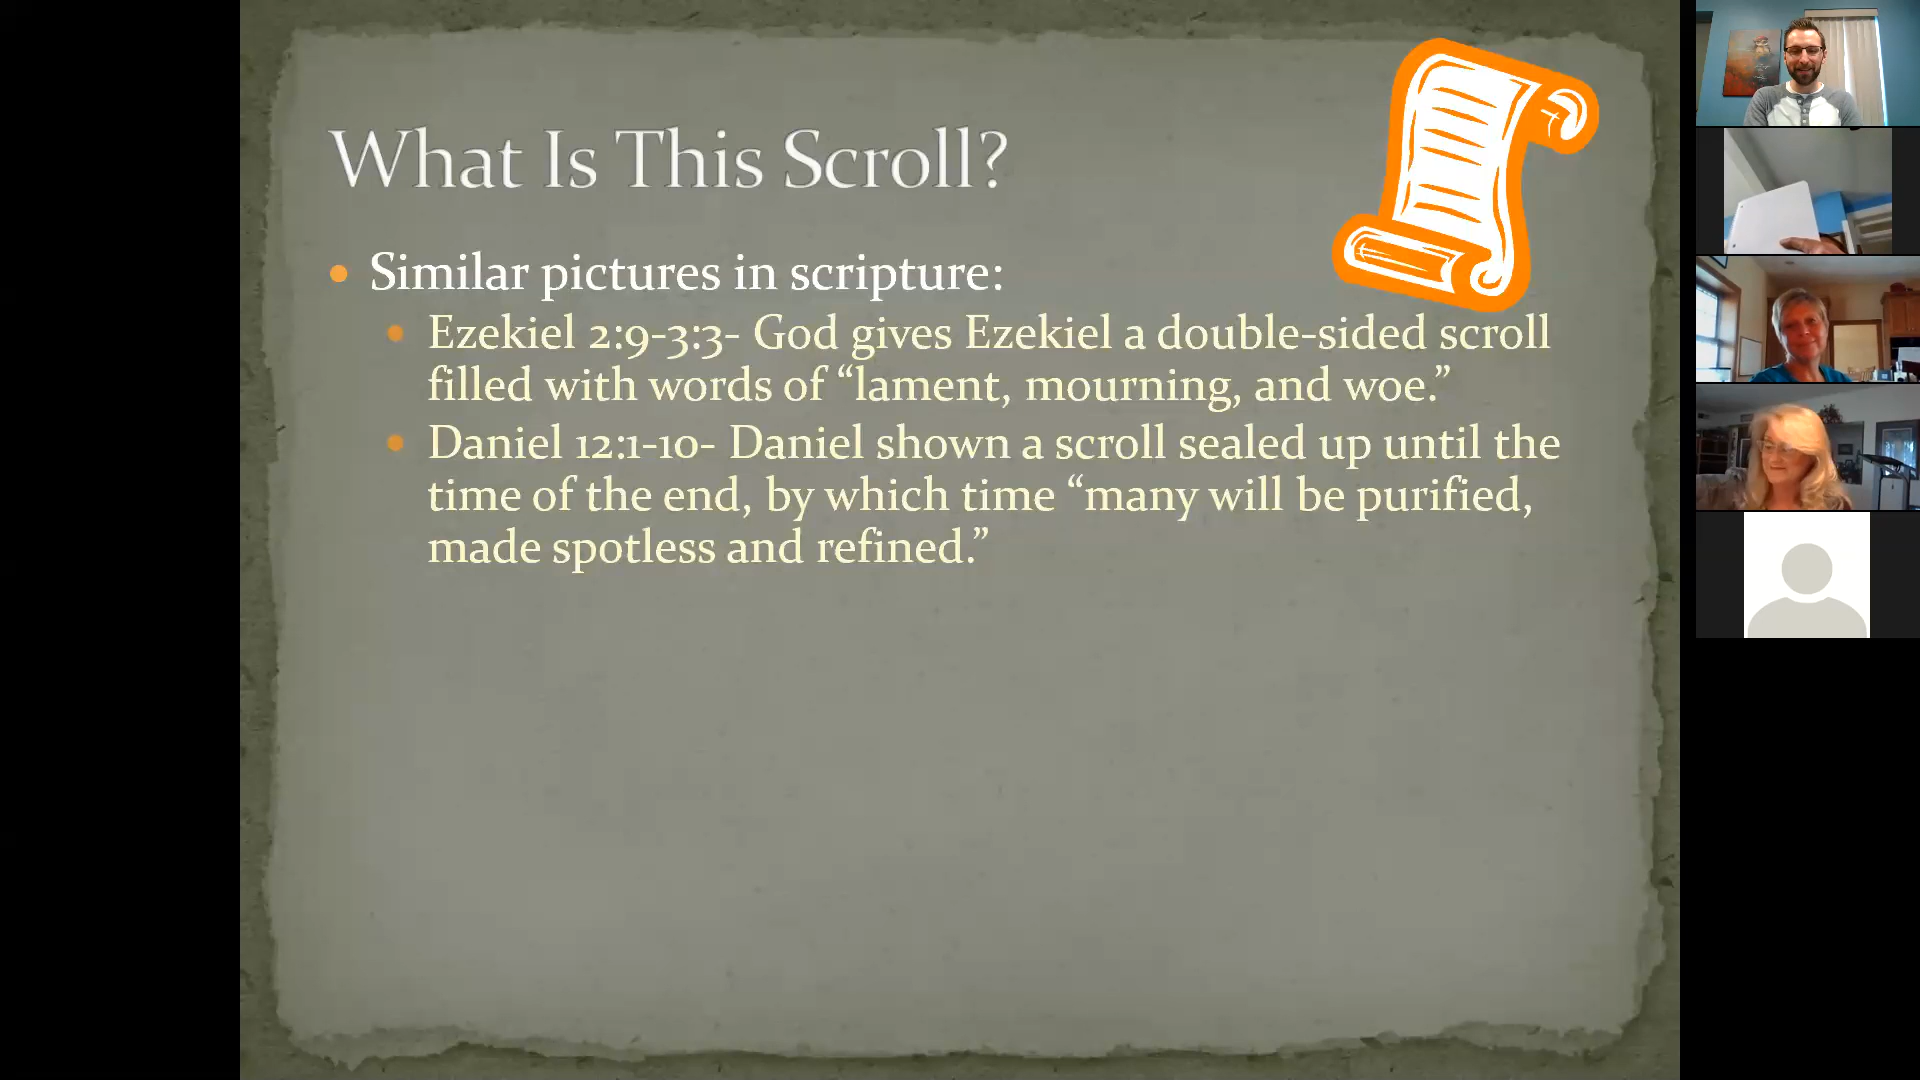 What Is This Scroll?
• Similar pictures in scripture:
• Ezekiel 2:9-3:3- God gives Ezekiel a double-sided scroll
filled with words of “lament, mourning, and woe.”
• Daniel 12:1-10- Daniel shown a scroll sealed up until the
time of the end, by which time “many will be purified,
made spotless and refined.”